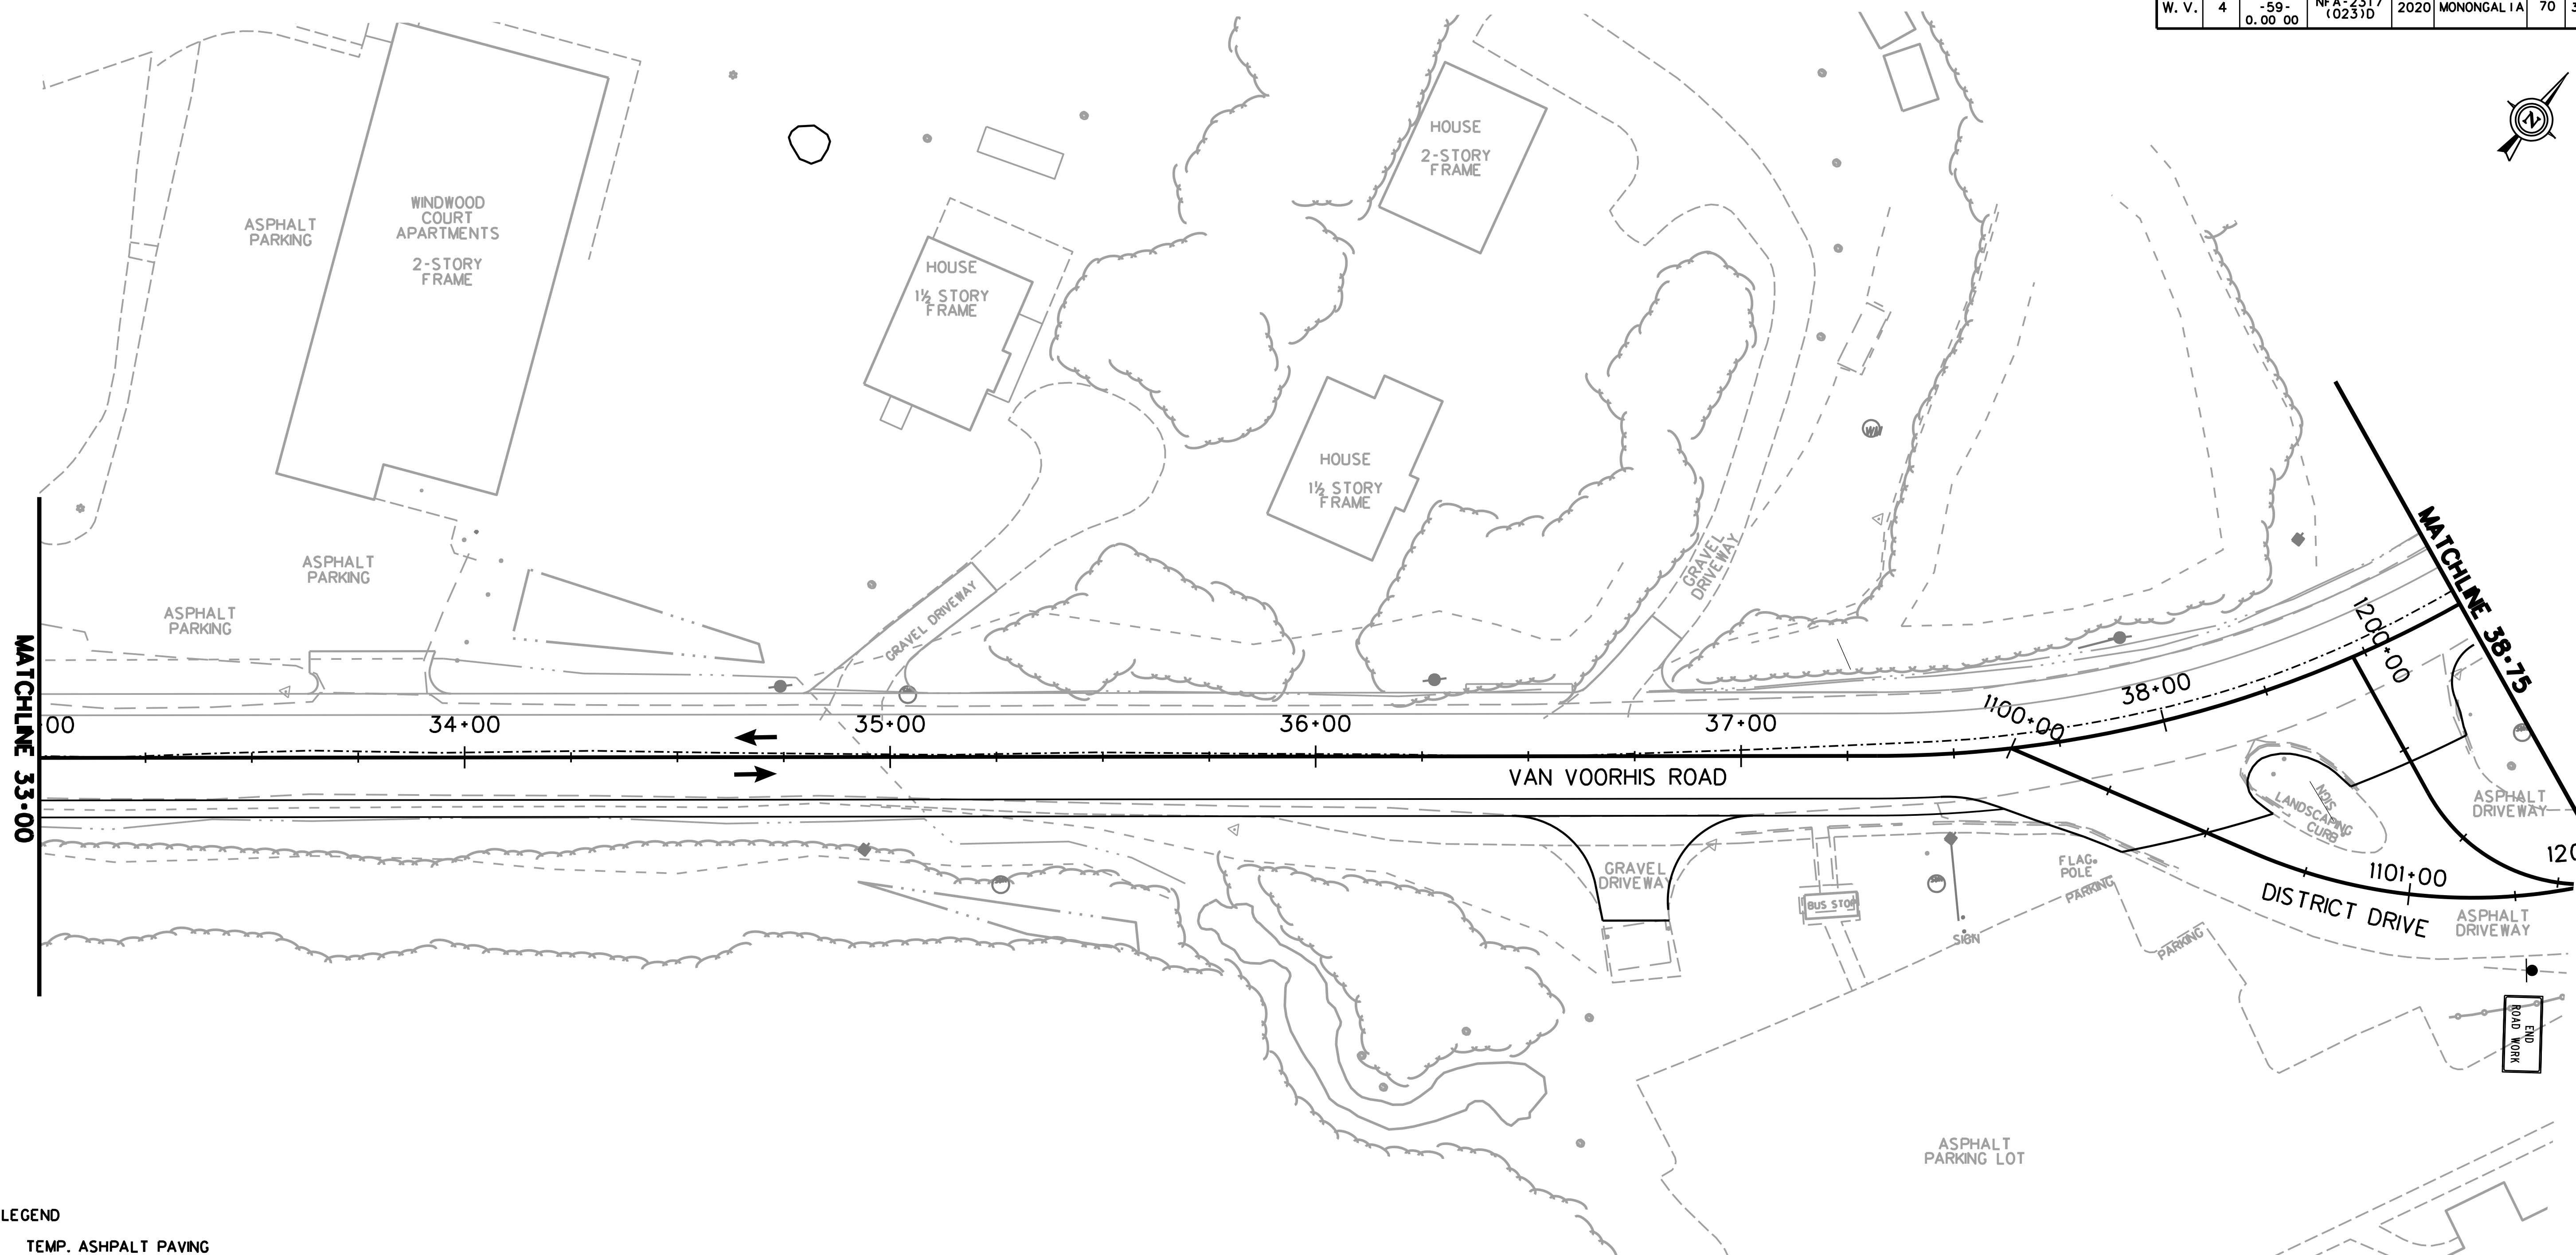 W. V.
4
-59-
0.00 00
NFA-2317
(023)D
2020
MONONGALIA
70
N
ASPHALT
PARKING
WINDWOOD
COURT
APARTMENTS
2-STORY
FRAME
HOUSE
1½ STORY
FRAME
HOUSE
2-STORY
FRAME
HOUSE
1½ STORY
FRAME
WM
ASPHALT
PARKING
ASPHALT
PARKING
GRAVEL DRIVEWAY
GRAVEL
DRIVEWAY
MATCHLINE 33+00
MATCHLINE 38+75
00
34+00
35+00
36+00
37+00
1100+00
38+00
1200+00
VAN VOORHIS ROAD
GRAVEL
DRIVEWAY
BUS STOP
SIGN
FLAG
POLE
PARKING
PARKING
SIGN
LANDSCAPING
CURB
ASPHALT
DRIVEWAY
1101+00
120
DISTRICT DRIVE
ASPHALT
DRIVEWAY
END
ROAD WORK
ASPHALT
PARKING LOT
LEGEND
TEMP. ASHPALT PAVING